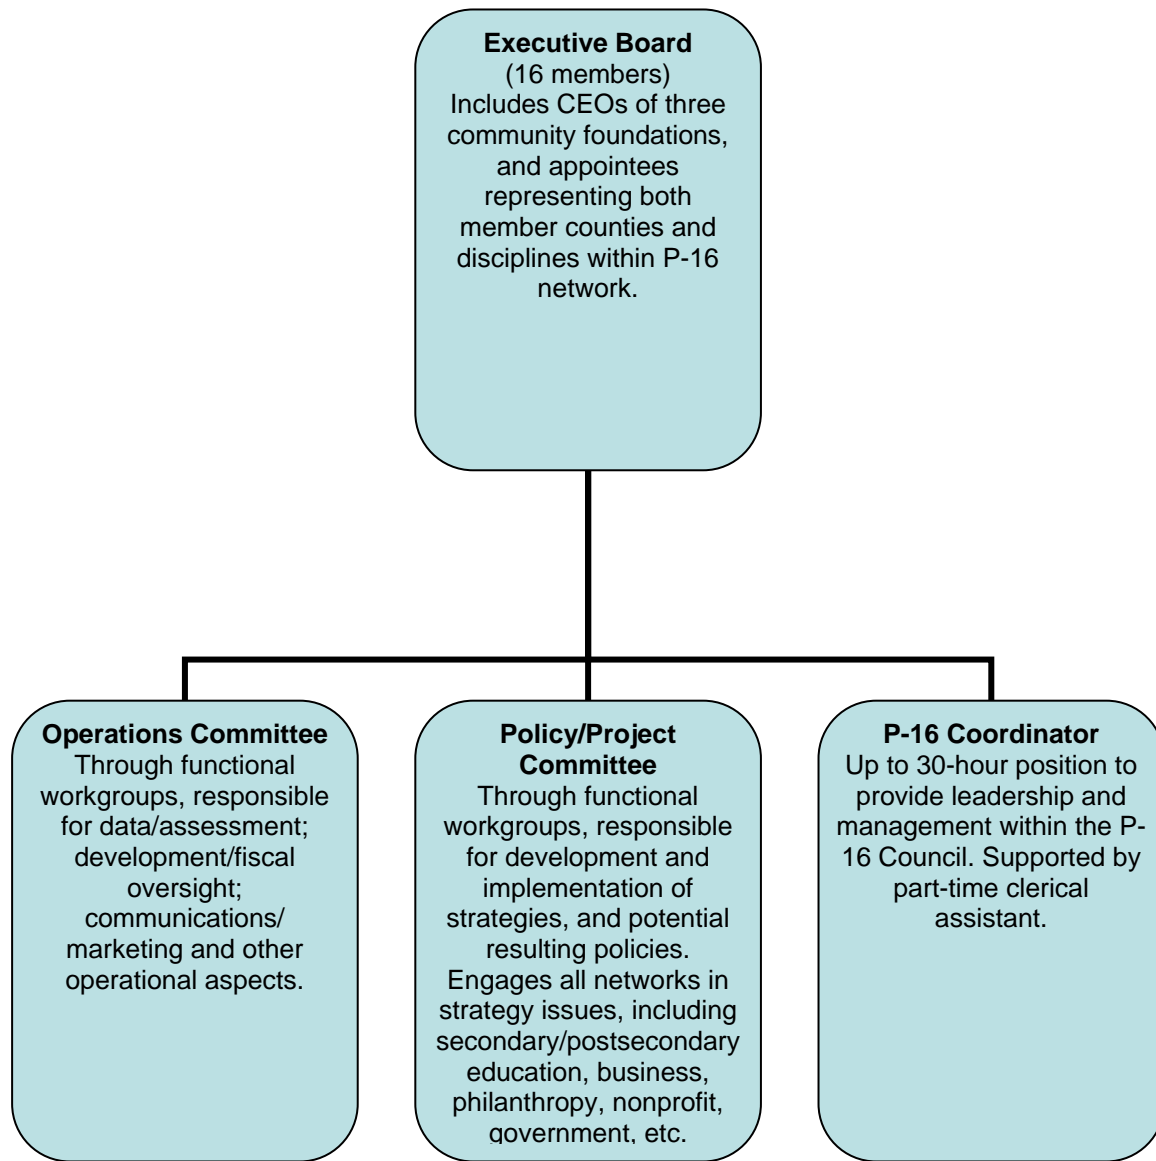 Executive Board
(16 members)
Includes CEOs of three
community foundations,
and appointees
representing both
member counties and
disciplines within P-16
network.
Operations Committee
Through functional
workgroups, responsible
for data/assessment;
development/fiscal
oversight;
communications/
marketing and other
operational aspects.
Policy/Project
Committee
Through functional
workgroups, responsible
for development and
implementation of
strategies, and potential
resulting policies.
Engages all networks in
strategy issues, including
secondary/postsecondary
education, business,
philanthropy, nonprofit,
government, etc.
P-16 Coordinator
Up to 30-hour position to
provide leadership and
management within the P-
16 Council. Supported by
part-time clerical
assistant.